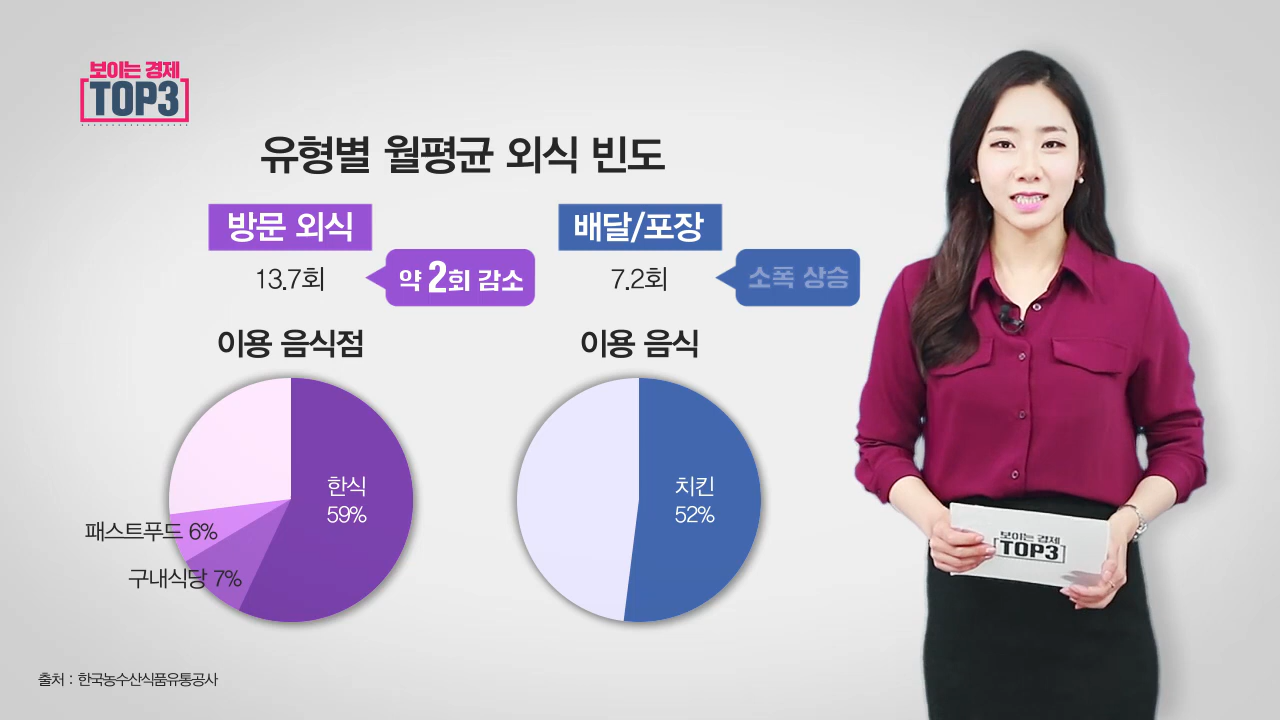 보이는 경제
TOP3
유형별 월평균 외식 빈도
방문 외식
13.7회
약 2회 감소
배달/포장
7.2회
소폭 상승
이용 음식점
한식
59%
패스트푸드 6%
구내식당 7%
이용 음식
치킨
52%
보이는 경제
TOP3
출처 : 한국농수산식품유통공사